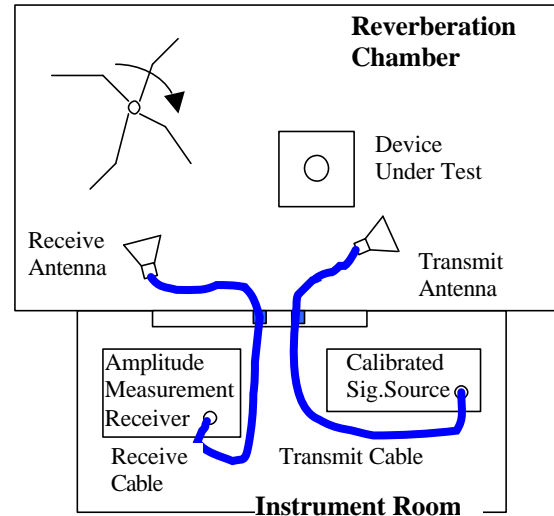 Reverberation
Chamber
Device
Under Test
Receive
Antenna
Transmit
Antenna
Amplitude
Measurement
Receiver
Calibrated
Sig.Source
Receive
Cable
Transmit Cable
Instrument Room